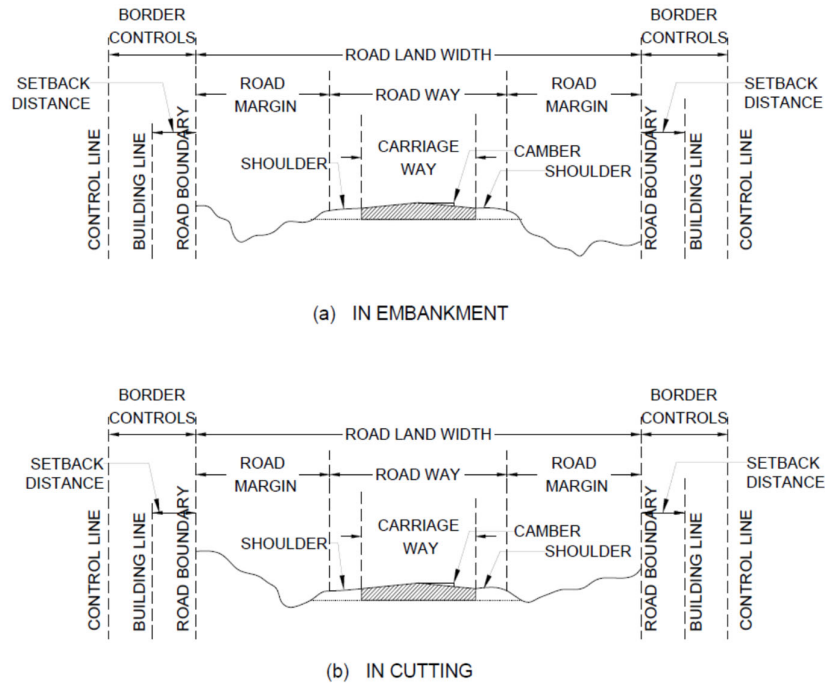 BORDER
CONTROLS
BORDER
CONTROLS
ROAD LAND WIDTH
SETBACK
DISTANCE
ROAD
MARGIN
ROAD WAY
ROAD
MARGIN
SETBACK
DISTANCE
CARRIAGE
WAY
SHOULDER
CAMBER
SHOULDER
CONTROL LINE
BUILDING LINE
ROAD BOUNDARY
ROAD BOUNDARY
BUILDING LINE
CONTROL LINE
(a) IN EMBANKMENT
BORDER
CONTROLS
BORDER
CONTROLS
ROAD LAND WIDTH
SETBACK
DISTANCE
ROAD
MARGIN
ROAD WAY
ROAD
MARGIN
SETBACK
DISTANCE
CARRIAGE
WAY
SHOULDER
CAMBER
SHOULDER
CONTROL LINE
BUILDING LINE
ROAD BOUNDARY
ROAD BOUNDARY
BUILDING LINE
CONTROL LINE
(b) IN CUTTING